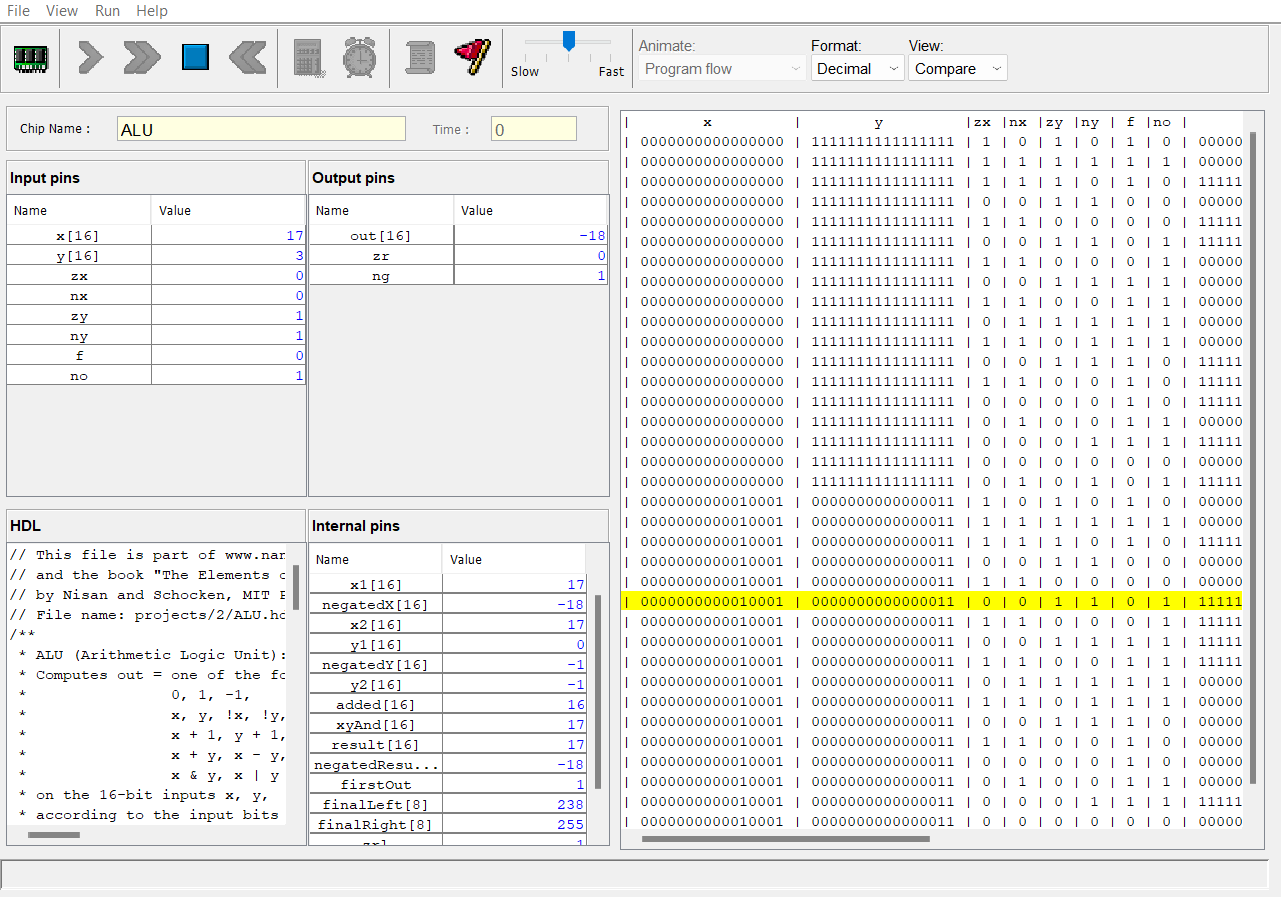 File View Run Help
Slow Fast
Animate:
Program flow
Format:
Decimal
View:
Compare
Chip Name : ALU Time : 0
Input pins
Name Value
x[16] 17
y[16] 3
zx 0
nx 0
zy 1
ny 1
f 0
no 1
Output pins
Name Value
out[16] -18
zr 0
ng 1
HDL
// This file is part of www.nan
// and the book "The Elements o
// by Nisan and Schocken, MIT P
// File name: projects/2/ALU.hd
/**
* ALU (Arithmetic Logic Unit):
* Computes out = one of the fo
* 0, 1, -1,
* x, y, !x, !y,
* x + 1, y + 1,
* x + y, x - y,
* x & y, x | y
* on the 16-bit inputs x, y,
* according to the input bits
Internal pins
Name Value
x1[16] 17
negatedX[16] -18
x2[16] 17
y1[16] 0
negatedY[16] -1
y2[16] -1
added[16] 16
xyAnd[16] 17
result[16] 17
negatedResu... -18
firstOut 1
finalLeft[8] 238
finalRight[8] 255
| x | y |zx |nx |zy |ny | f |no |
| 0000000000000000 | 1111111111111111 | 1 | 0 | 1 | 0 | 1 | 0 | 00000
| 0000000000000000 | 1111111111111111 | 1 | 1 | 1 | 1 | 1 | 1 | 00000
| 0000000000000000 | 1111111111111111 | 1 | 1 | 1 | 0 | 1 | 0 | 11111
| 0000000000000000 | 1111111111111111 | 0 | 0 | 1 | 1 | 0 | 0 | 00000
| 0000000000000000 | 1111111111111111 | 1 | 1 | 0 | 0 | 0 | 0 | 11111
| 0000000000000000 | 1111111111111111 | 0 | 0 | 1 | 1 | 0 | 1 | 11111
| 0000000000000000 | 1111111111111111 | 1 | 1 | 0 | 0 | 0 | 1 | 00000
| 0000000000000000 | 1111111111111111 | 0 | 0 | 1 | 1 | 1 | 1 | 00000
| 0000000000000000 | 1111111111111111 | 1 | 1 | 0 | 0 | 1 | 1 | 00000
| 0000000000000000 | 1111111111111111 | 0 | 1 | 1 | 1 | 1 | 1 | 00000
| 0000000000000000 | 1111111111111111 | 1 | 1 | 0 | 1 | 1 | 1 | 00000
| 0000000000000000 | 1111111111111111 | 0 | 0 | 1 | 1 | 1 | 0 | 11111
| 0000000000000000 | 1111111111111111 | 1 | 1 | 0 | 0 | 1 | 0 | 11111
| 0000000000000000 | 1111111111111111 | 0 | 0 | 0 | 0 | 1 | 0 | 11111
| 0000000000000000 | 1111111111111111 | 0 | 1 | 0 | 0 | 1 | 1 | 00000
| 0000000000000000 | 1111111111111111 | 0 | 0 | 0 | 1 | 1 | 1 | 11111
| 0000000000000000 | 1111111111111111 | 0 | 0 | 0 | 0 | 0 | 0 | 00000
| 0000000000000000 | 1111111111111111 | 0 | 1 | 0 | 1 | 0 | 1 | 11111
| 0000000000010001 | 0000000000000011 | 1 | 0 | 1 | 0 | 1 | 0 | 00000
| 0000000000010001 | 0000000000000011 | 1 | 1 | 1 | 1 | 1 | 1 | 00000
| 0000000000010001 | 0000000000000011 | 1 | 1 | 1 | 0 | 1 | 0 | 11111
| 0000000000010001 | 0000000000000011 | 0 | 0 | 1 | 1 | 0 | 0 | 00000
| 0000000000010001 | 0000000000000011 | 1 | 1 | 0 | 0 | 0 | 0 | 00000
| 0000000000010001 | 0000000000000011 | 0 | 0 | 1 | 1 | 0 | 1 | 11111
| 0000000000010001 | 0000000000000011 | 1 | 1 | 0 | 0 | 0 | 1 | 11111
| 0000000000010001 | 0000000000000011 | 0 | 0 | 1 | 1 | 1 | 1 | 11111
| 0000000000010001 | 0000000000000011 | 1 | 1 | 0 | 0 | 1 | 1 | 11111
| 0000000000010001 | 0000000000000011 | 0 | 1 | 1 | 1 | 1 | 1 | 00000
| 0000000000010001 | 0000000000000011 | 1 | 1 | 0 | 1 | 1 | 1 | 00000
| 0000000000010001 | 0000000000000011 | 0 | 0 | 1 | 1 | 1 | 0 | 00000
| 0000000000010001 | 0000000000000011 | 1 | 1 | 0 | 0 | 1 | 0 | 00000
| 0000000000010001 | 0000000000000011 | 0 | 0 | 0 | 0 | 1 | 0 | 00000
| 0000000000010001 | 0000000000000011 | 0 | 1 | 0 | 0 | 1 | 1 | 00000
| 0000000000010001 | 0000000000000011 | 0 | 0 | 0 | 1 | 1 | 1 | 11111
| 0000000000010001 | 0000000000000011 | 0 | 0 | 0 | 0 | 0 | 0 | 00000